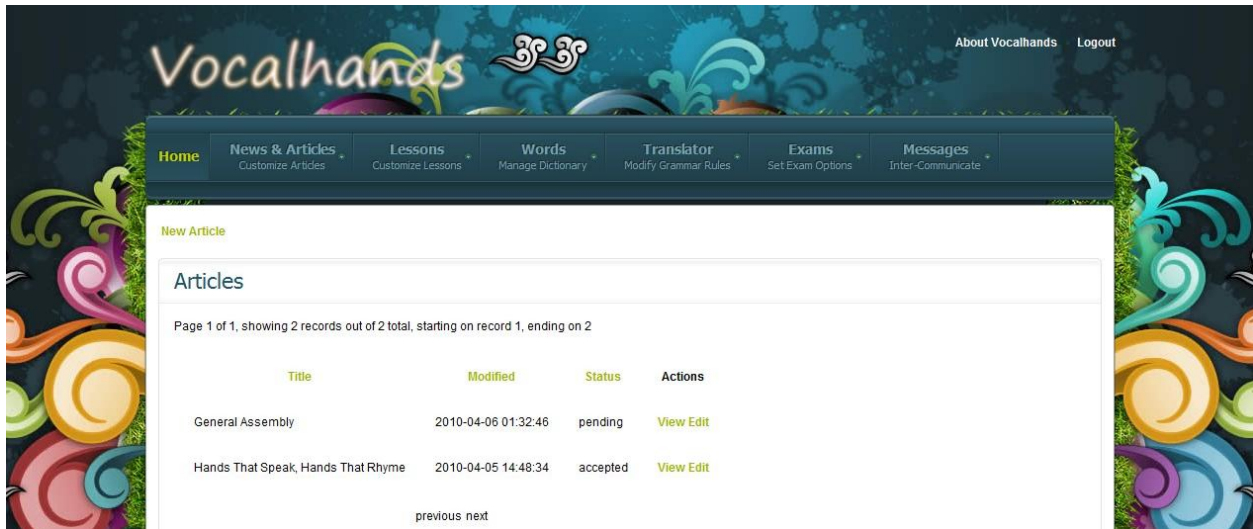 Vocalhands
About Vocalhands Logout
Home News & Articles Lessons Words Translator Exams Messages
Customize Articles Customize Lessons Manage Dictionary Modify Grammar Rules Set Exam Options Inter-Communicate
New Article
Articles
Page 1 of 1, showing 2 records out of 2 total, starting on record 1, ending on 2
Title Modified Status Actions
General Assembly 2010-04-06 01:32:46 pending View Edit
Hands That Speak, Hands That Rhyme 2010-04-05 14:48:34 accepted View Edit
previous next